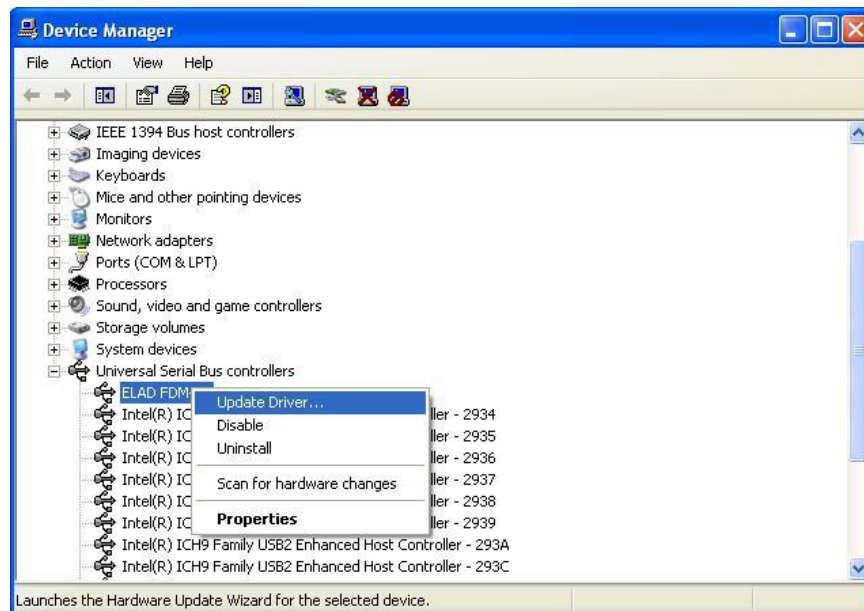 Device Manager
File Action View Help
IEEE 1394 Bus host controllers
Imaging devices
Keyboards
Mice and other pointing devices
Monitors
Network adapters
Ports (COM & LPT)
Processors
Sound, video and game controllers
Storage volumes
System devices
Universal Serial Bus controllers
ELAD FDM-
Update Driver...
Disable
Uninstall
Scan for hardware changes
Properties
Intel(R) IC ller - 2934
Intel(R) IC ller - 2935
Intel(R) IC ller - 2936
Intel(R) IC ller - 2937
Intel(R) IC ller - 2938
Intel(R) IC ller - 2939
Intel(R) ICH9 Family USB2 Enhanced Host Controller - 293A
Intel(R) ICH9 Family USB2 Enhanced Host Controller - 293C
Launches the Hardware Update Wizard for the selected device.